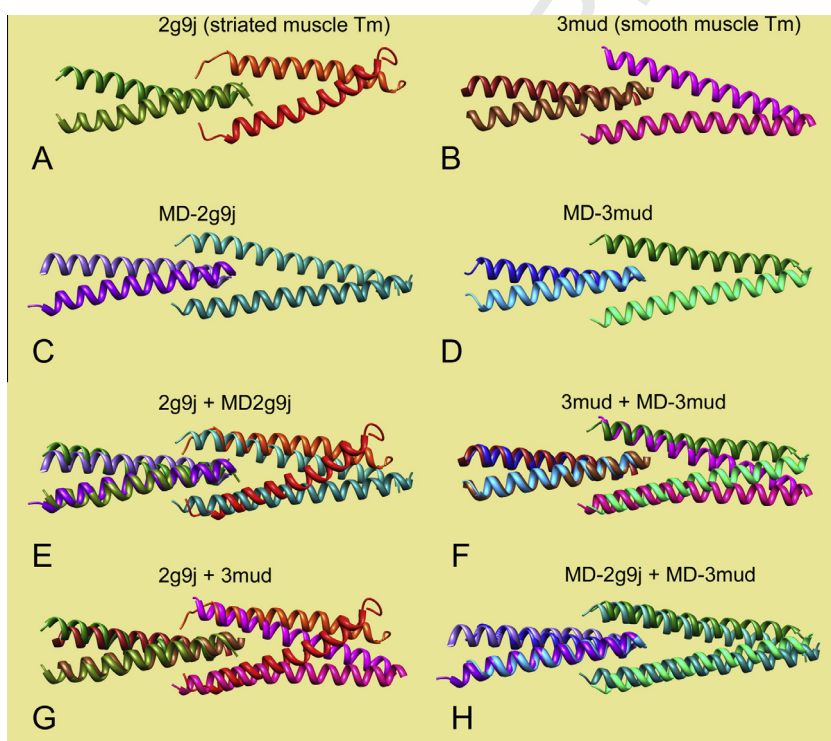 2g9j (striated muscle Tm)
3mud (smooth muscle Tm)
A
B
MD-2g9j
MD-3mud
C
D
2g9j + MD2g9j
3mud + MD-3mud
E
F
2g9j + 3mud
MD-2g9j + MD-3mud
G
H